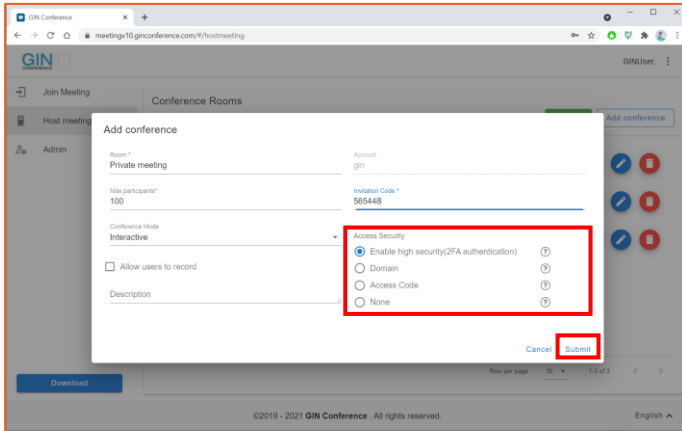 GIN Conference
meetingv10.ginconference.com/#/hostmeeting
GIN
CONFERENCE
GINUser.
Join Meeting
Conference Rooms
Host meeting
Add conference
Add conference
Admin
Room *
Private meeting
Account
gin
Max participants*
100
Invitation Code *
565448
Conference Mode
Interactive
Access Security
Enable high security(2FA authentication)
Allow users to record
Domain
Access Code
Description
None
Cancel
Submit
Row per page
10
1-3 of 3
Download
©2019 - 2021 GIN Conference . All rights reserved.
English